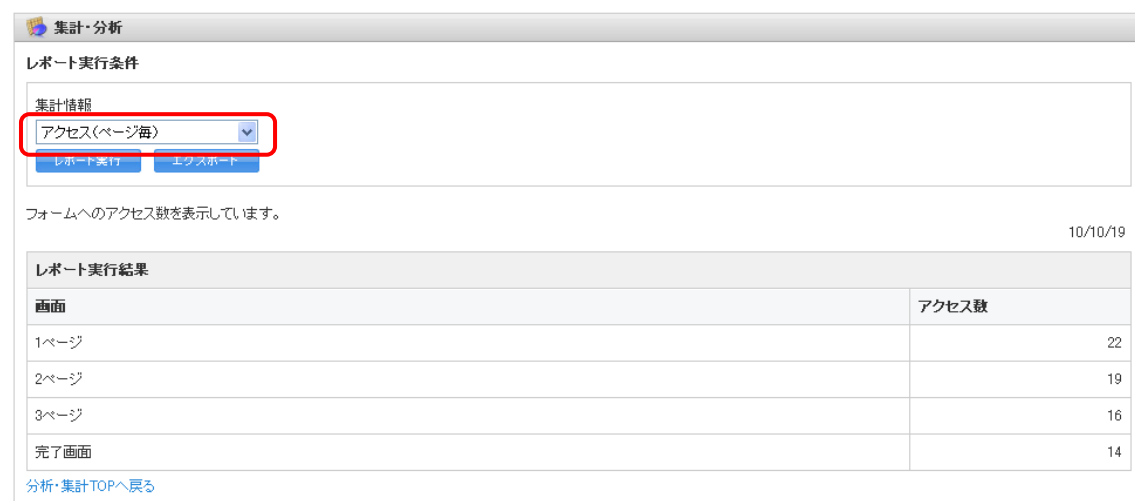 集計・分析
レポート実行条件
集計情報
アクセス(ページ毎)
レポート実行 エクスポート
フォームへのアクセス数を表示しています。
10/10/19
レポート実行結果
画面 アクセス数
1ページ 22
2ページ 19
3ページ 16
完了画面 14
分析・集計TOPへ戻る